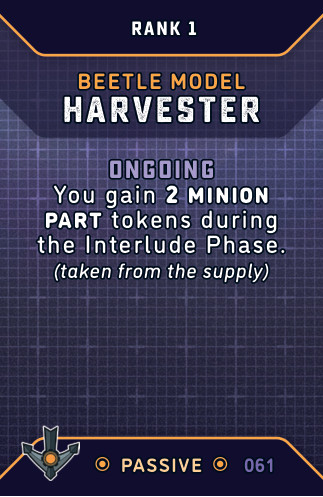 RANK 1
BEETLE MODEL
HARVESTER
ONGOING
You gain 2 MINION
PART tokens during
the Interlude Phase.
(taken from the supply)
PASSIVE 061